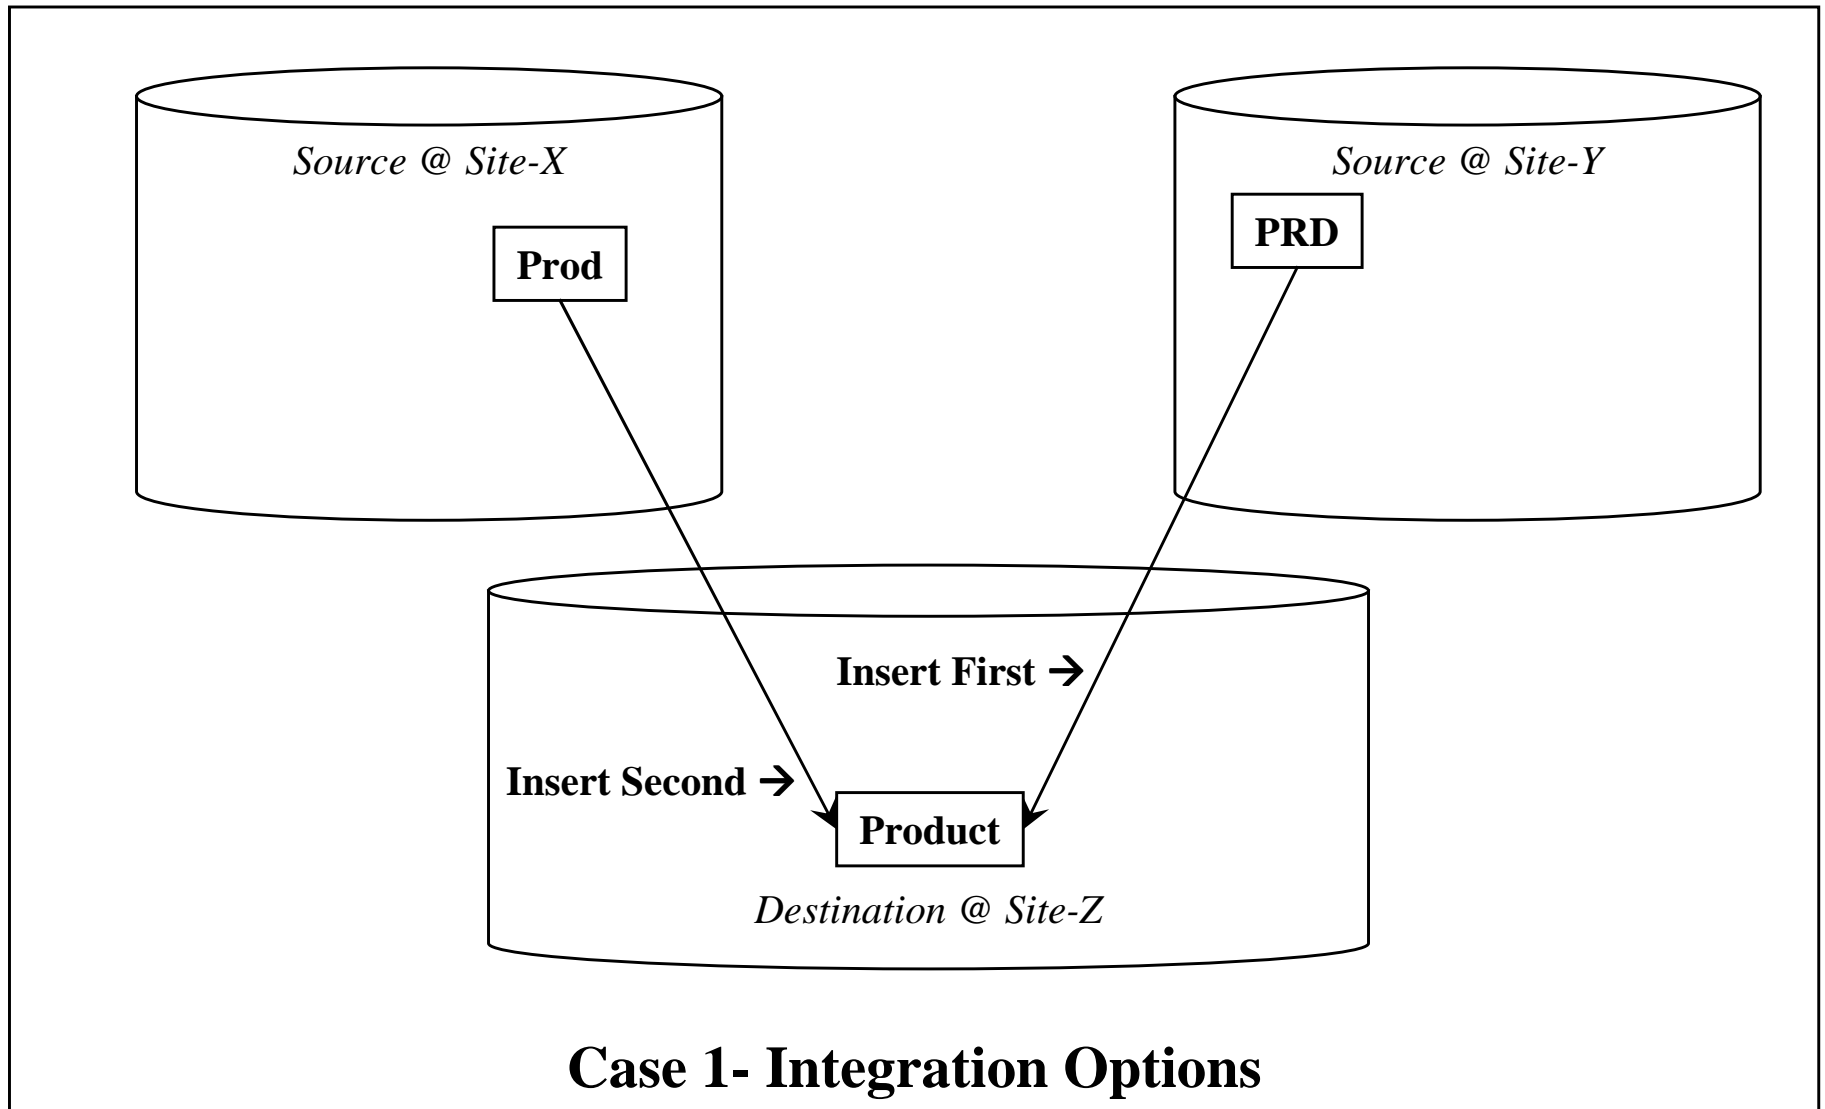 Source @ Site-X
Source @ Site-Y
PRD
Prod
Insert First →
Insert Second →
Product
Destination @ Site-Z
Case 1- Integration Options